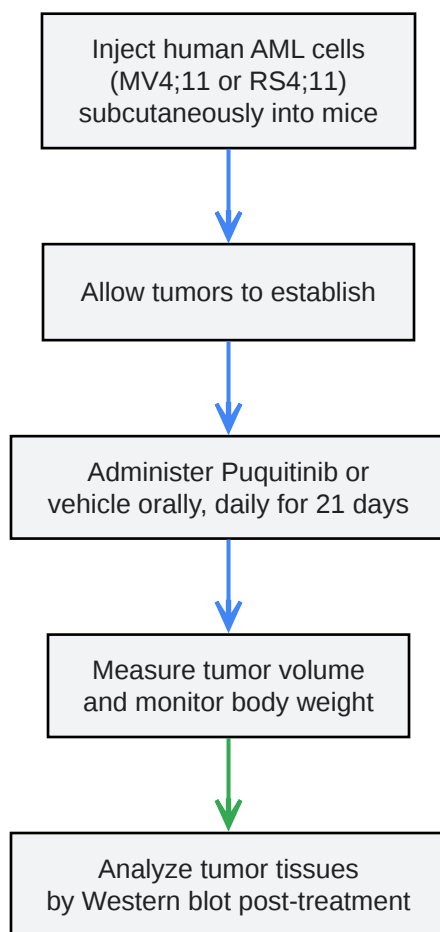 Inject human AML cells
(MV4;11 or RS4;11)
subcutaneously into mice
Allow tumors to establish
Administer Puquitinib or
vehicle orally, daily for 21 days
Measure tumor volume
and monitor body weight
Analyze tumor tissues
by Western blot post-treatment